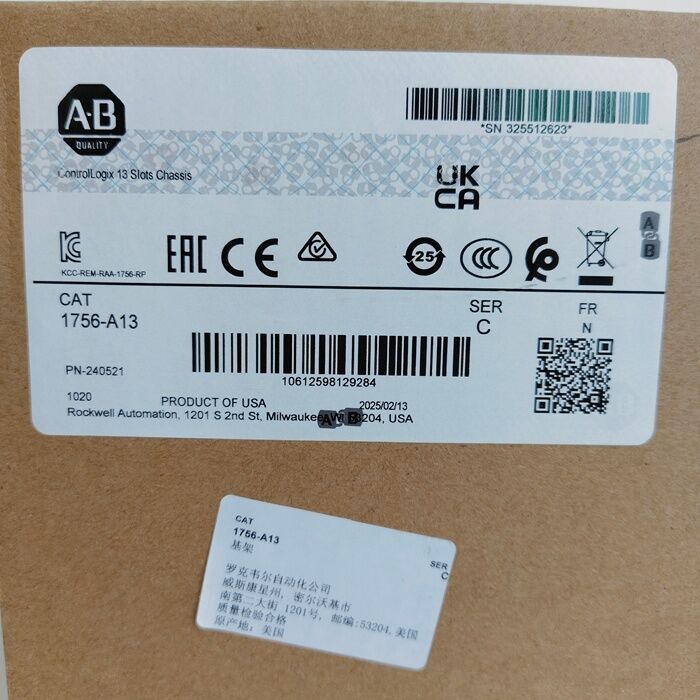 A-B
QUALITY
*SN 325512623*
ControlLogix 13 Slots Chassis
UK
CA
KCC-REM-RAA-1756-RP
EAC
CE
25
CCC
A
B
CAT
1756-A13
SER
C
FR
N
10612598129284
PN-240521
1020
PRODUCT OF USA
2025/02/13
Rockwell Automation, 1201 S 2nd St, Milwaukee, WI 53204, USA
A B
CAT
1756-A13
基架
SER
C
罗克韦尔自动化公司
威斯康星州, 密尔沃基市
南第二大街 1201号, 邮编:53204, 美国
质量检验合格
原产地: 美国